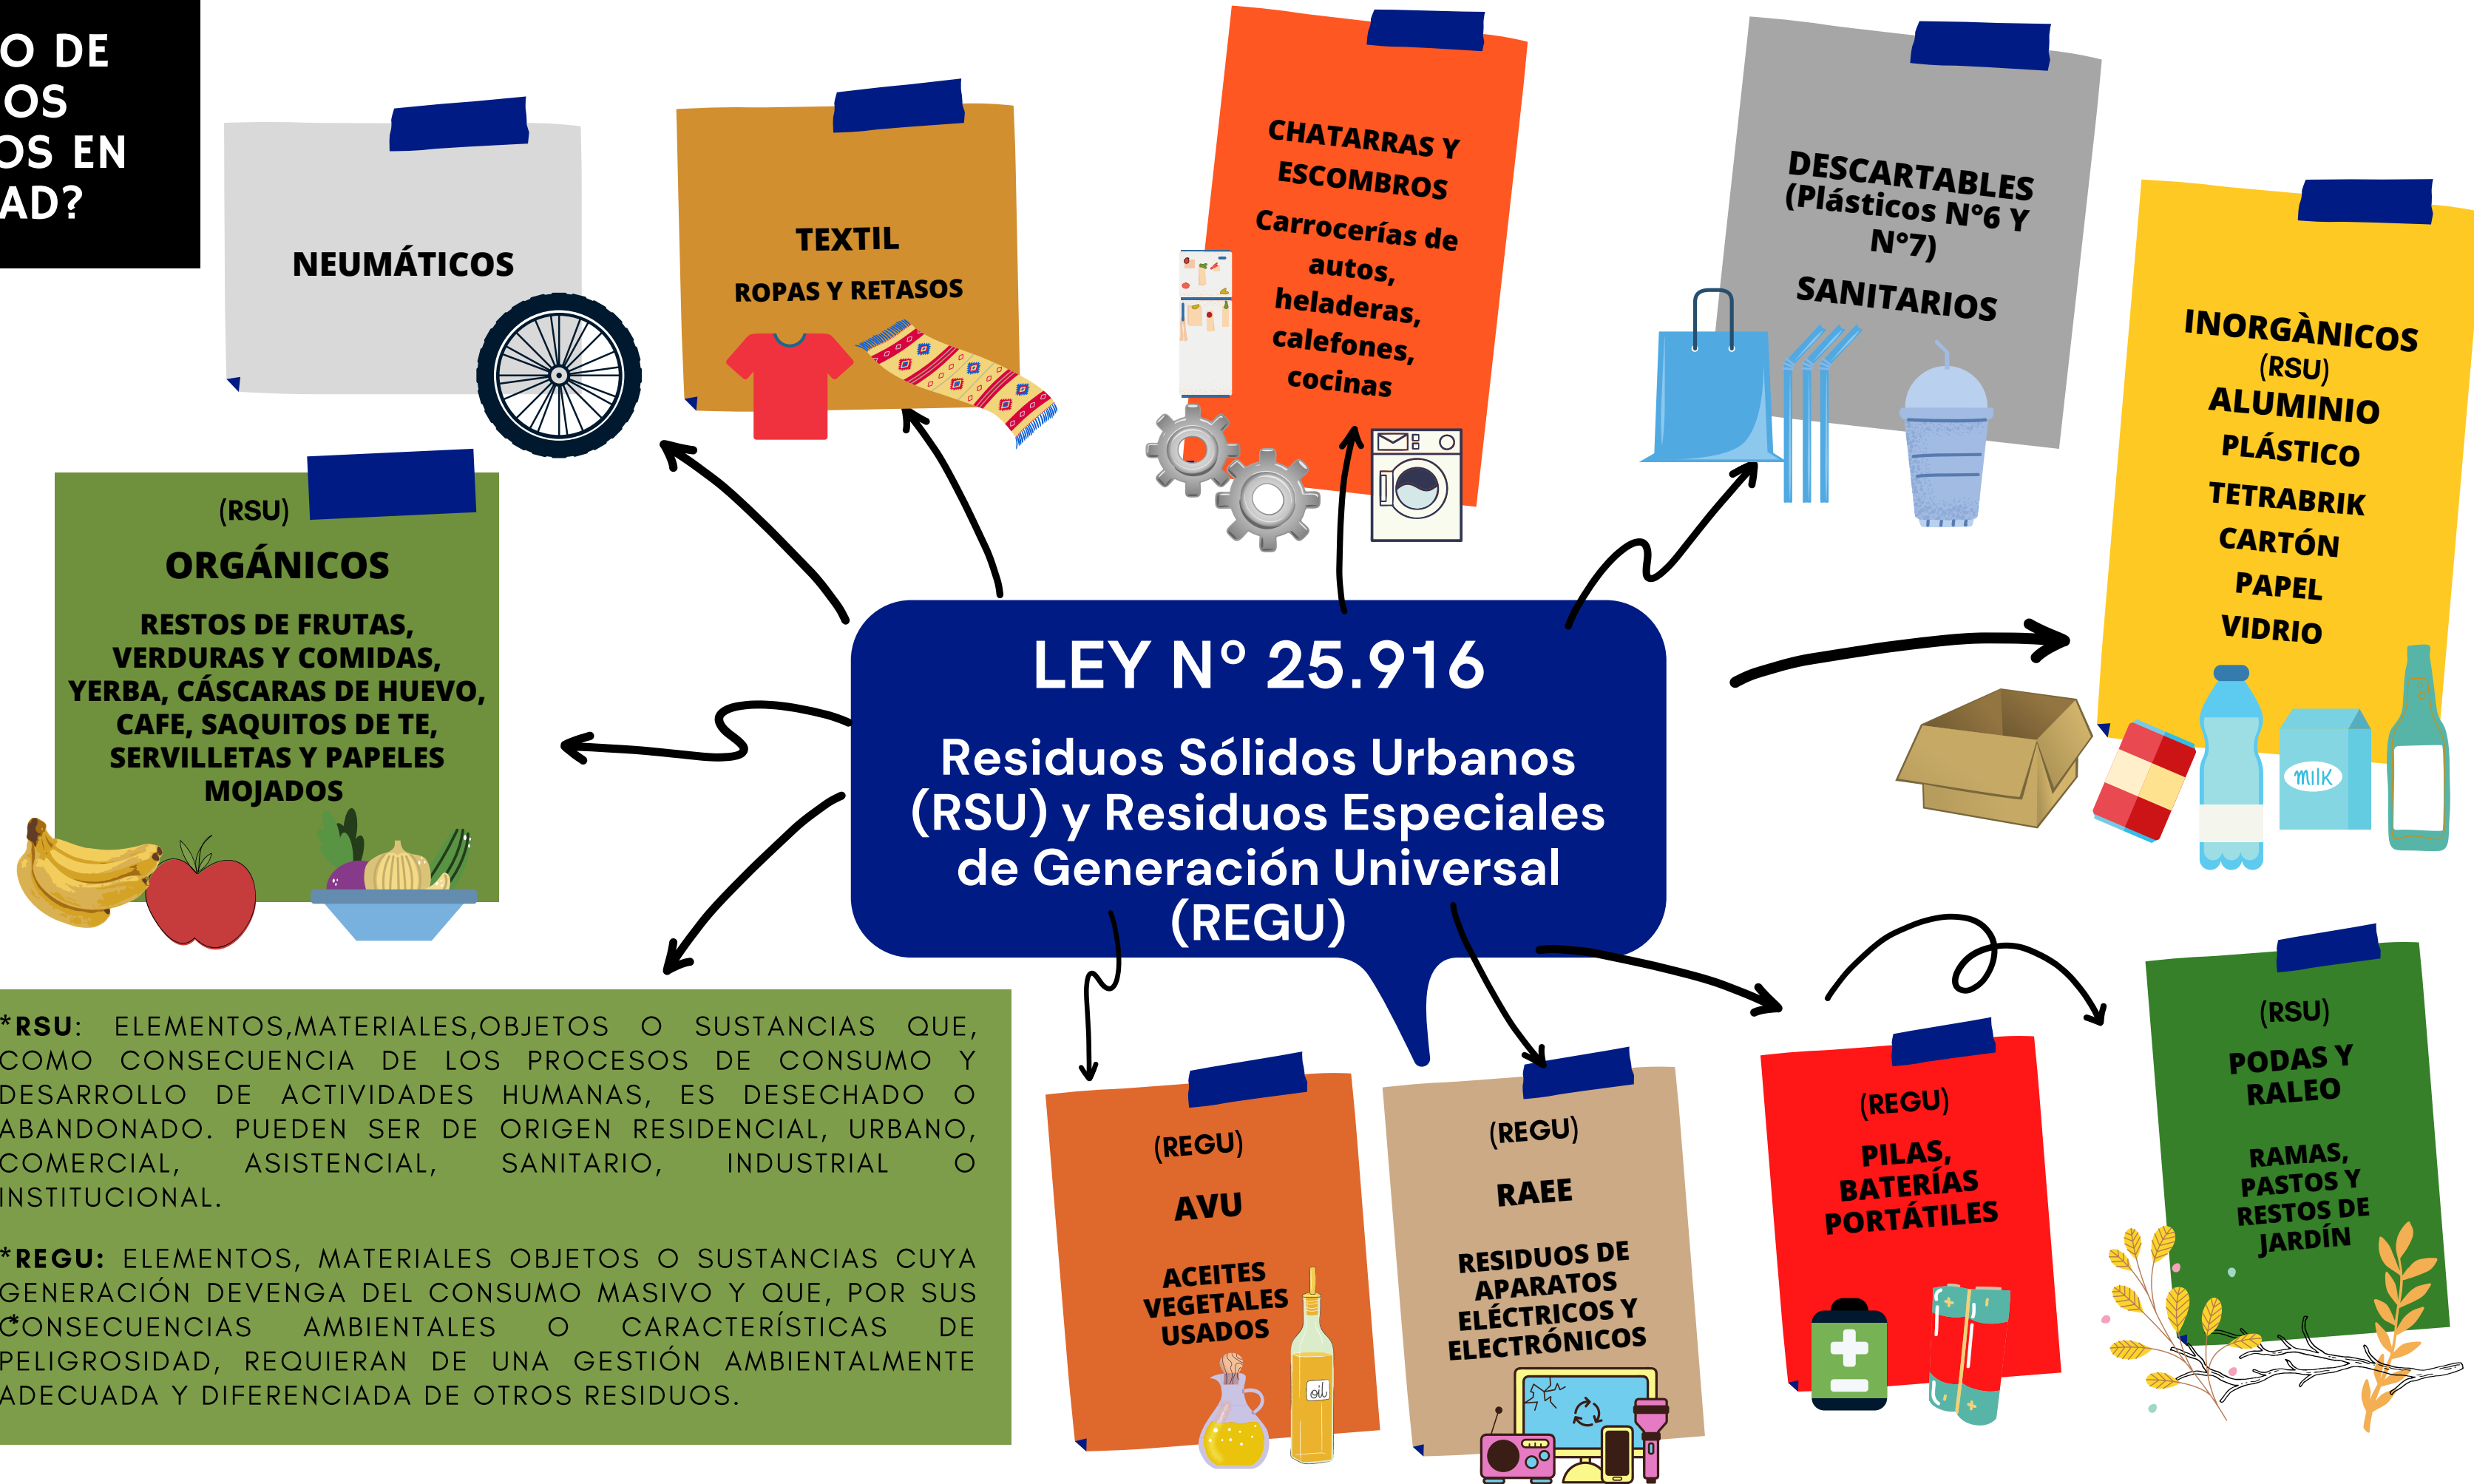 O DE
OS
OS EN
AD?
NEUMÁTICOS
TEXTIL
ROPAS Y RETASOS
CHATARRAS Y
ESCOMBROS
Carrocerías de
autos,
heladeras,
calefones,
cocinas
DESCARTABLES
(Plásticos N°6 Y
N°7)
SANITARIOS
INORGÀNICOS
(RSU)
ALUMINIO
PLÁSTICO
TETRABRIK
CARTÓN
PAPEL
VIDRIO
milk
(RSU)
ORGÁNICOS
RESTOS DE FRUTAS,
VERDURAS Y COMIDAS,
YERBA, CÁSCARAS DE HUEVO,
CAFE, SAQUITOS DE TE,
SERVILLETAS Y PAPELES
MOJADOS
LEY Nº 25.916
Residuos Sólidos Urbanos
(RSU) y Residuos Especiales
de Generación Universal
(REGU)
*RSU: ELEMENTOS,MATERIALES,OBJETOS O SUSTANCIAS QUE,
COMO CONSECUENCIA DE LOS PROCESOS DE CONSUMO Y
DESARROLLO DE ACTIVIDADES HUMANAS, ES DESECHADO O
ABANDONADO. PUEDEN SER DE ORIGEN RESIDENCIAL, URBANO,
COMERCIAL, ASISTENCIAL, SANITARIO, INDUSTRIAL O
INSTITUCIONAL.
*REGU: ELEMENTOS, MATERIALES OBJETOS O SUSTANCIAS CUYA
GENERACIÓN DEVENGA DEL CONSUMO MASIVO Y QUE, POR SUS
*CONSECUENCIAS AMBIENTALES O CARACTERÍSTICAS DE
PELIGROSIDAD, REQUIERAN DE UNA GESTIÓN AMBIENTALMENTE
ADECUADA Y DIFERENCIADA DE OTROS RESIDUOS.
(REGU)
AVU
ACEITES
VEGETALES
USADOS
oil
(REGU)
RAEE
RESIDUOS DE
APARATOS
ELÉCTRICOS Y
ELECTRÓNICOS
(REGU)
PILAS,
BATERÍAS
PORTÁTILES
(RSU)
PODAS Y
RALEO
RAMAS,
PASTOS Y
RESTOS DE
JARDÍN